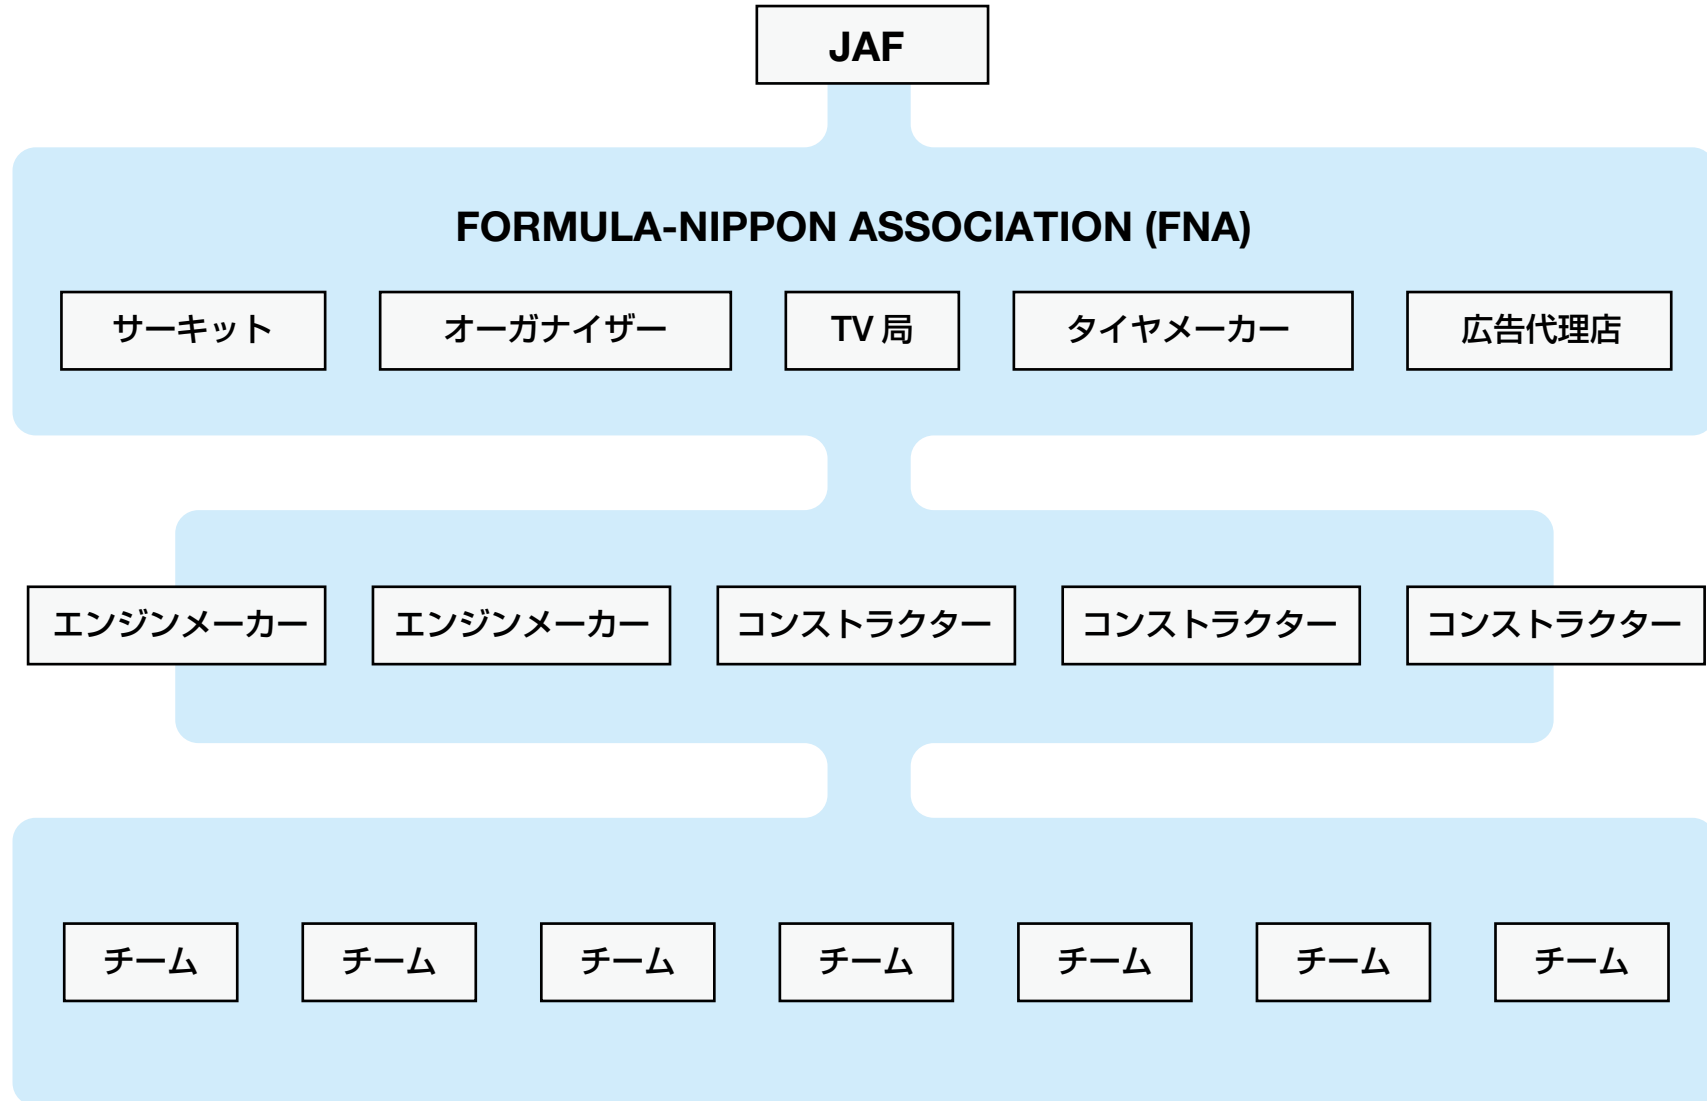 JAF
FORMULA-NIPPON ASSOCIATION (FNA)
サーキット
オーガナイザー
TV 局
タイヤメーカー
広告代理店
エンジンメーカー
エンジンメーカー
コンストラクター
コンストラクター
コンストラクター
チーム
チーム
チーム
チーム
チーム
チーム
チーム